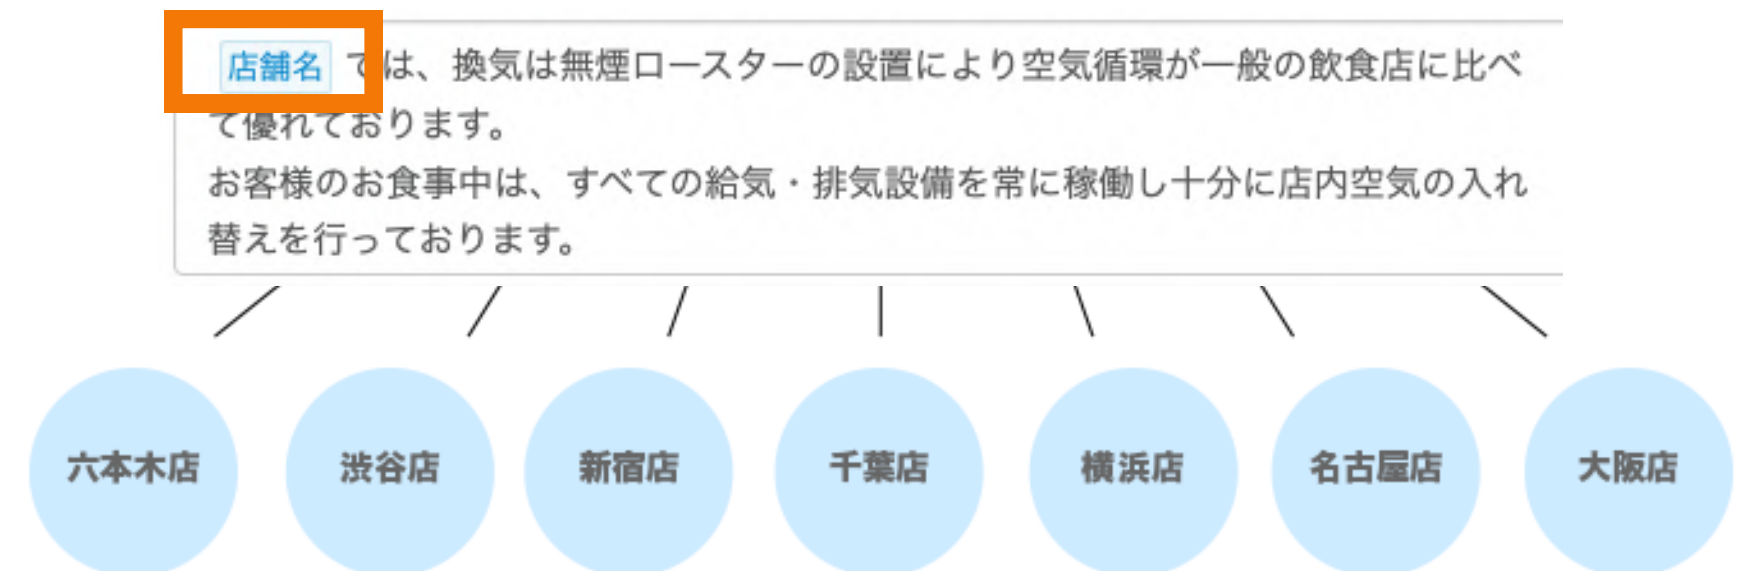 店舗名 では、換気は無煙ロースターの設置により空気循環が一般の飲食店に比べ
て優れております。
お客様のお食事中は、すべての給気・排気設備を常に稼働し十分に店内空気の入れ
替えを行っております。
六本木店
渋谷店
新宿店
千葉店
横浜店
名古屋店
大阪店